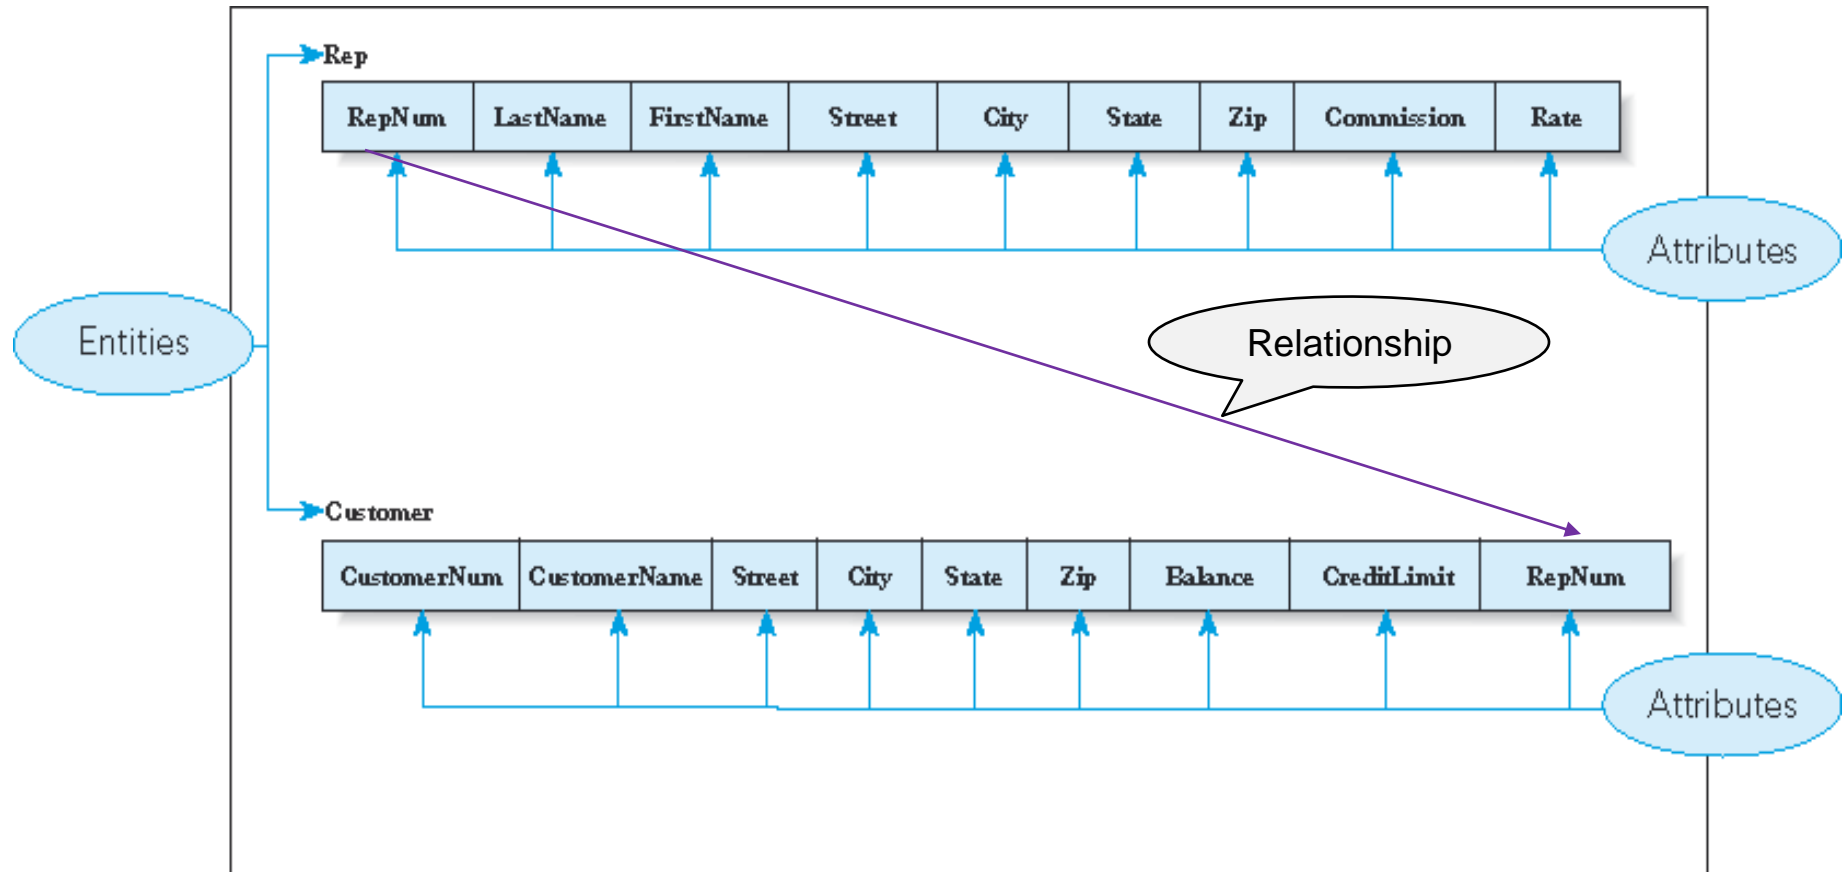 Rep
RepNum LastName FirstName Street City State Zip Commission Rate
Attributes
Entities
Relationship
Customer
CustomerNum CustomerName Street City State Zip Balance CreditLimit RepNum
Attributes